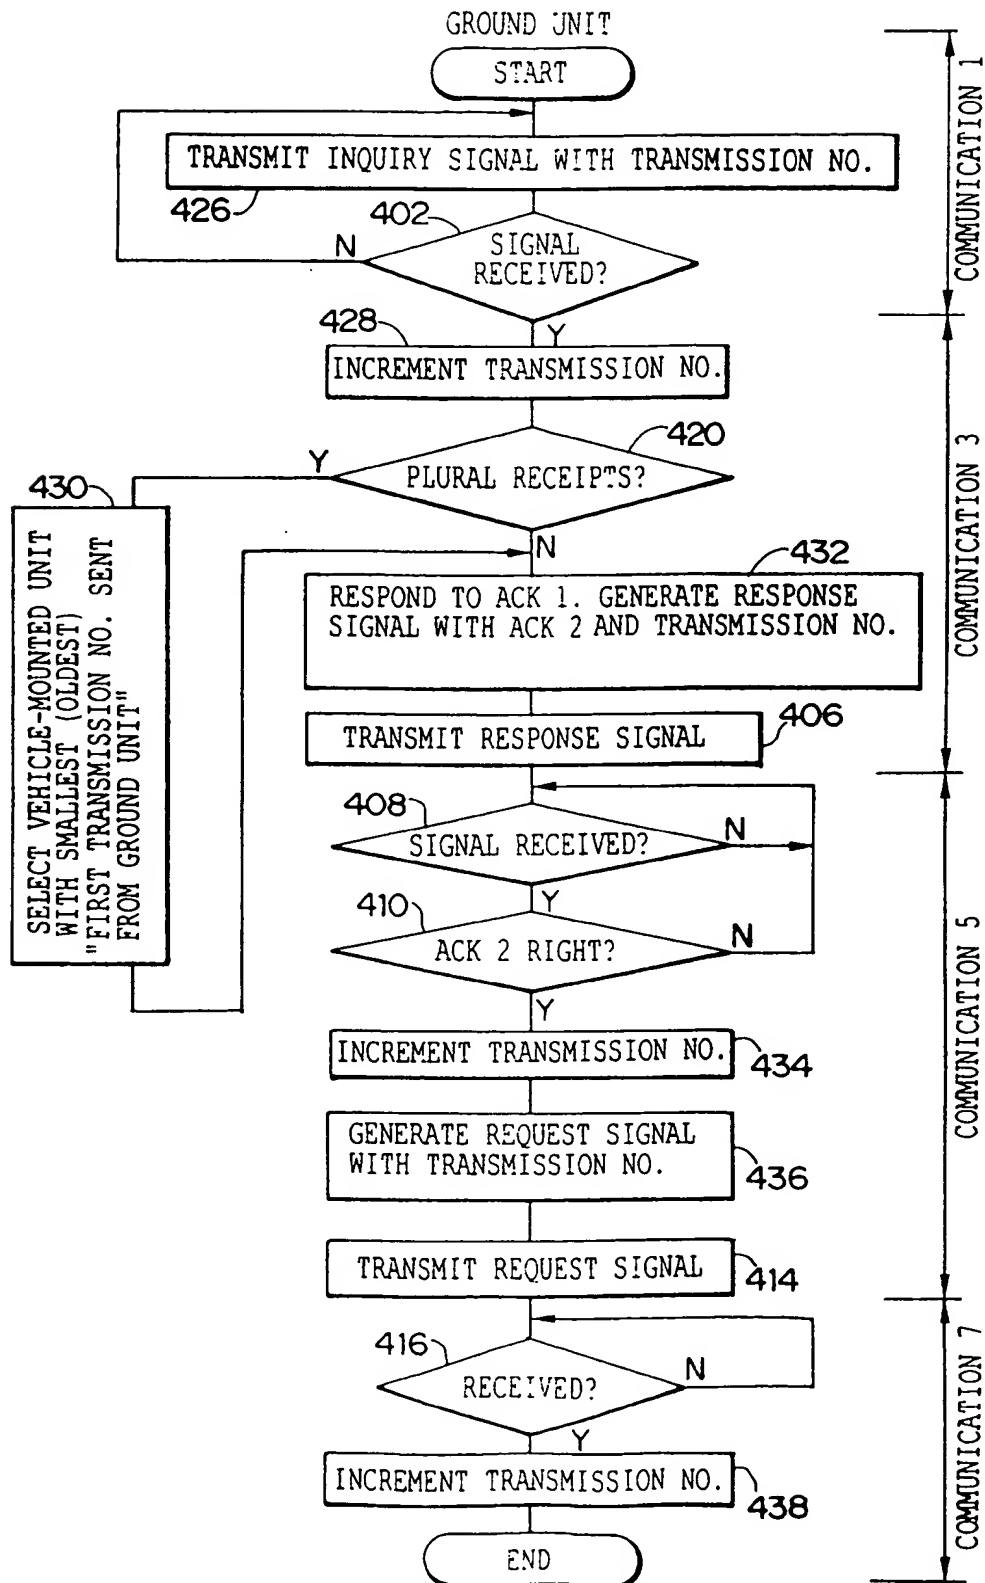 GROUND UNIT
START
TRANSMIT INQUIRY SIGNAL WITH TRANSMISSION NO.
426
402
N
SIGNAL
RECEIVED?
COMMUNICATION 1
428
Y
INCREMENT TRANSMISSION NO.
420
Y
PLURAL RECEIPTS?
430
N
SELECT VEHICLE-MOUNTED UNIT
WITH SMALLEST (OLDEST)
"FIRST TRANSMISSION NO. SENT
FROM GROUND UNIT"
432
RESPOND TO ACK 1. GENERATE RESPONSE
SIGNAL WITH ACK 2 AND TRANSMISSION NO.
406
TRANSMIT RESPONSE SIGNAL
COMMUNICATION 3
408
SIGNAL RECEIVED?
N
Y
410
ACK 2 RIGHT?
N
Y
INCREMENT TRANSMISSION NO.
434
GENERATE REQUEST SIGNAL
WITH TRANSMISSION NO.
436
TRANSMIT REQUEST SIGNAL
414
COMMUNICATION 5
416
RECEIVED?
N
Y
INCREMENT TRANSMISSION NO.
438
END
COMMUNICATION 7